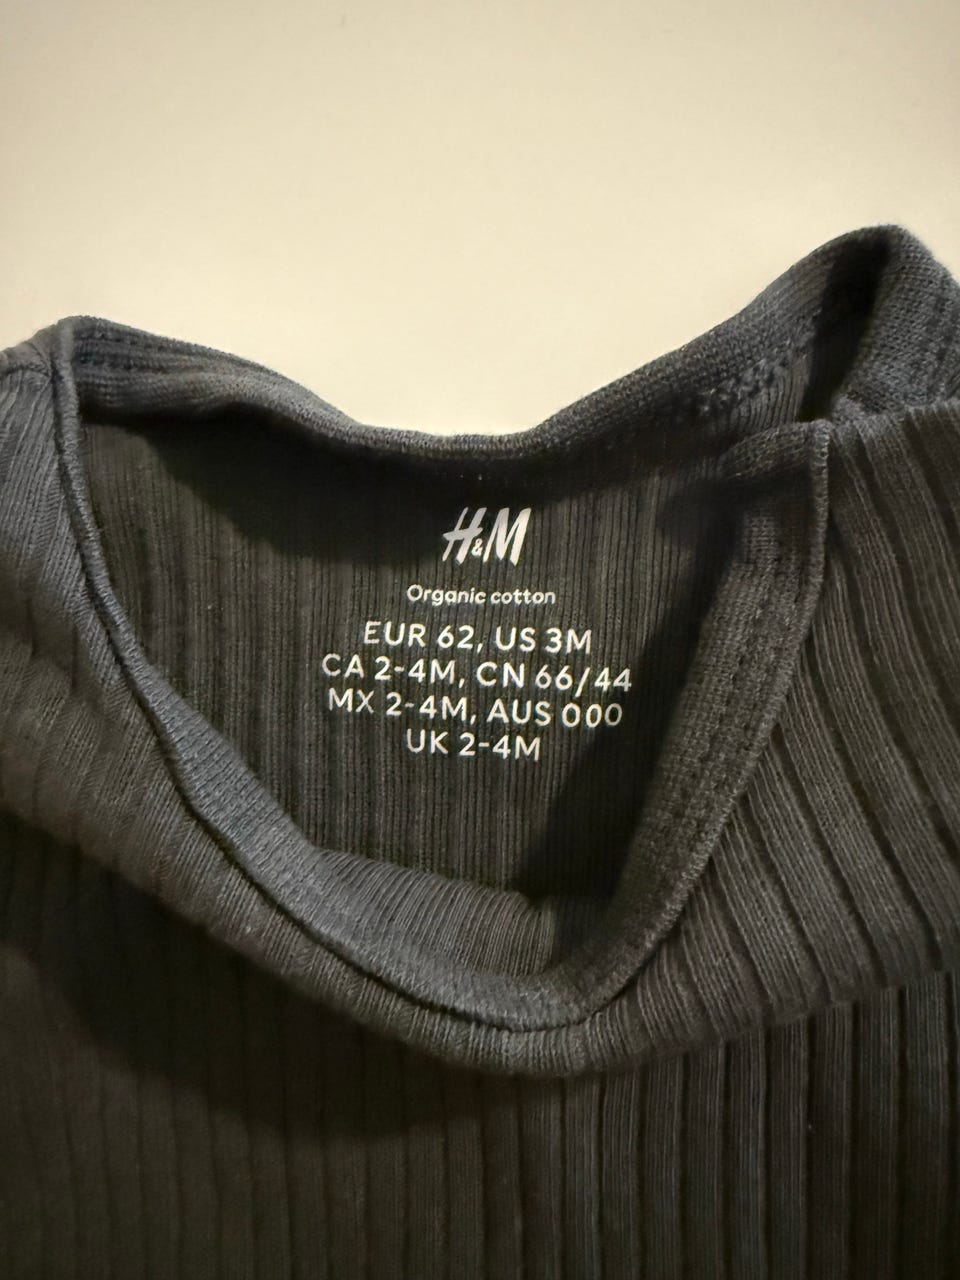 H&M
Organic cotton
EUR 62, US 3M
CA 2-4M, CN 66/44
MX 2-4M, AUS 000
UK 2-4M